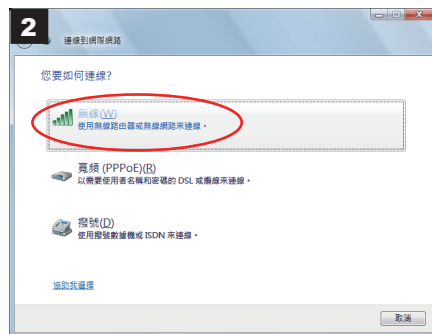 2
連線到網際網路
您要如何連線?
無線(W)
使用無線路由器或無線網路來連線。
寬頻 (PPPoE)(R)
以需要使用者名稱和密碼的 DSL 或纜線來連線。
撥號(D)
使用撥號數據機或 ISDN 來連線。
協助我選擇
取消